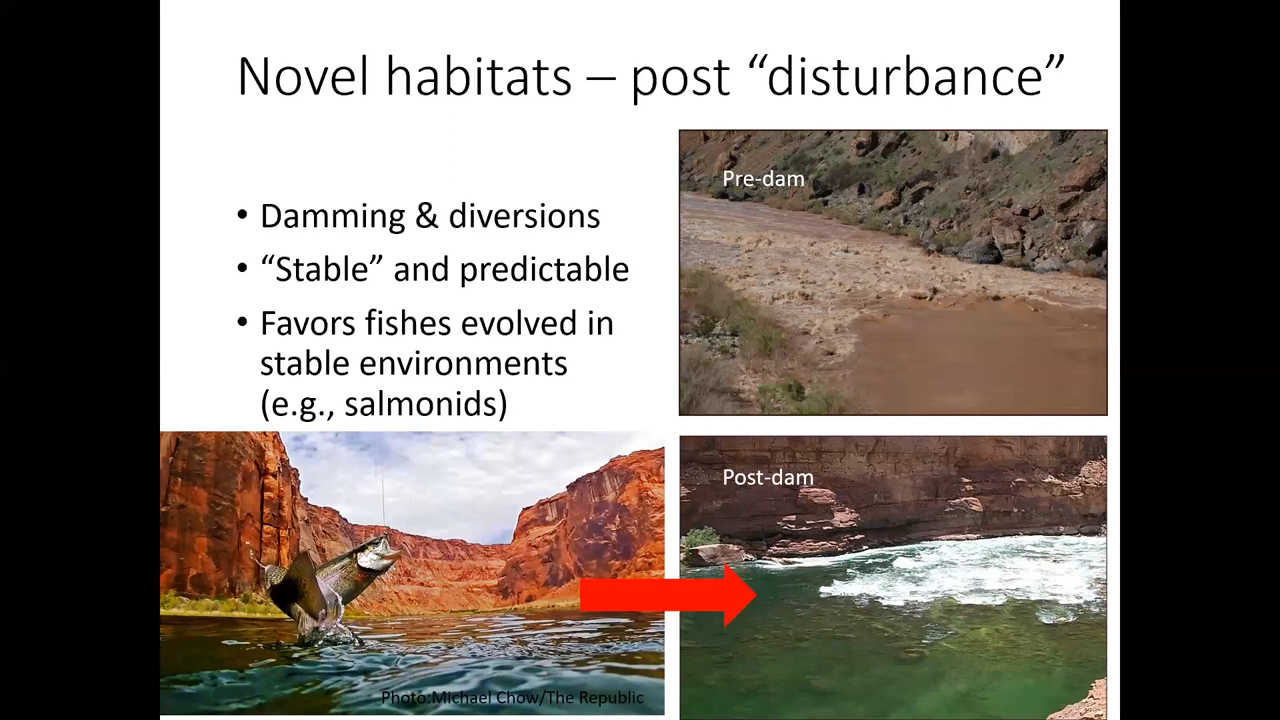 Novel habitats – post “disturbance”
• Damming & diversions
• “Stable” and predictable
• Favors fishes evolved in
stable environments
(e.g., salmonids)
Pre-dam
Post-dam
Photo:Michael Chow/The Republic